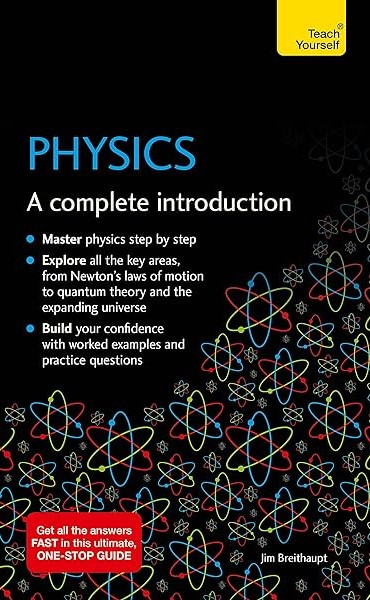 Teach
Yourself®
PHYSICS
A complete introduction
Master physics step by step
Explore all the key areas,
from Newton's laws of motion
to quantum theory and the
expanding universe
Build your confidence
with worked examples and
practice questions
Get all the answers
FAST in this ultimate,
ONE-STOP GUIDE
Jim Breithaupt